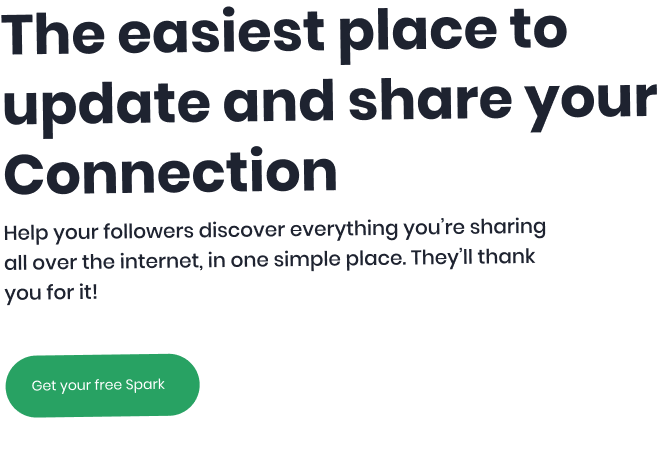 The easiest place to
update and share your
Connection
Help your followers discover everything you're sharing
all over the internet, in one simple place. They'll thank
you for it!
Get your free Spark